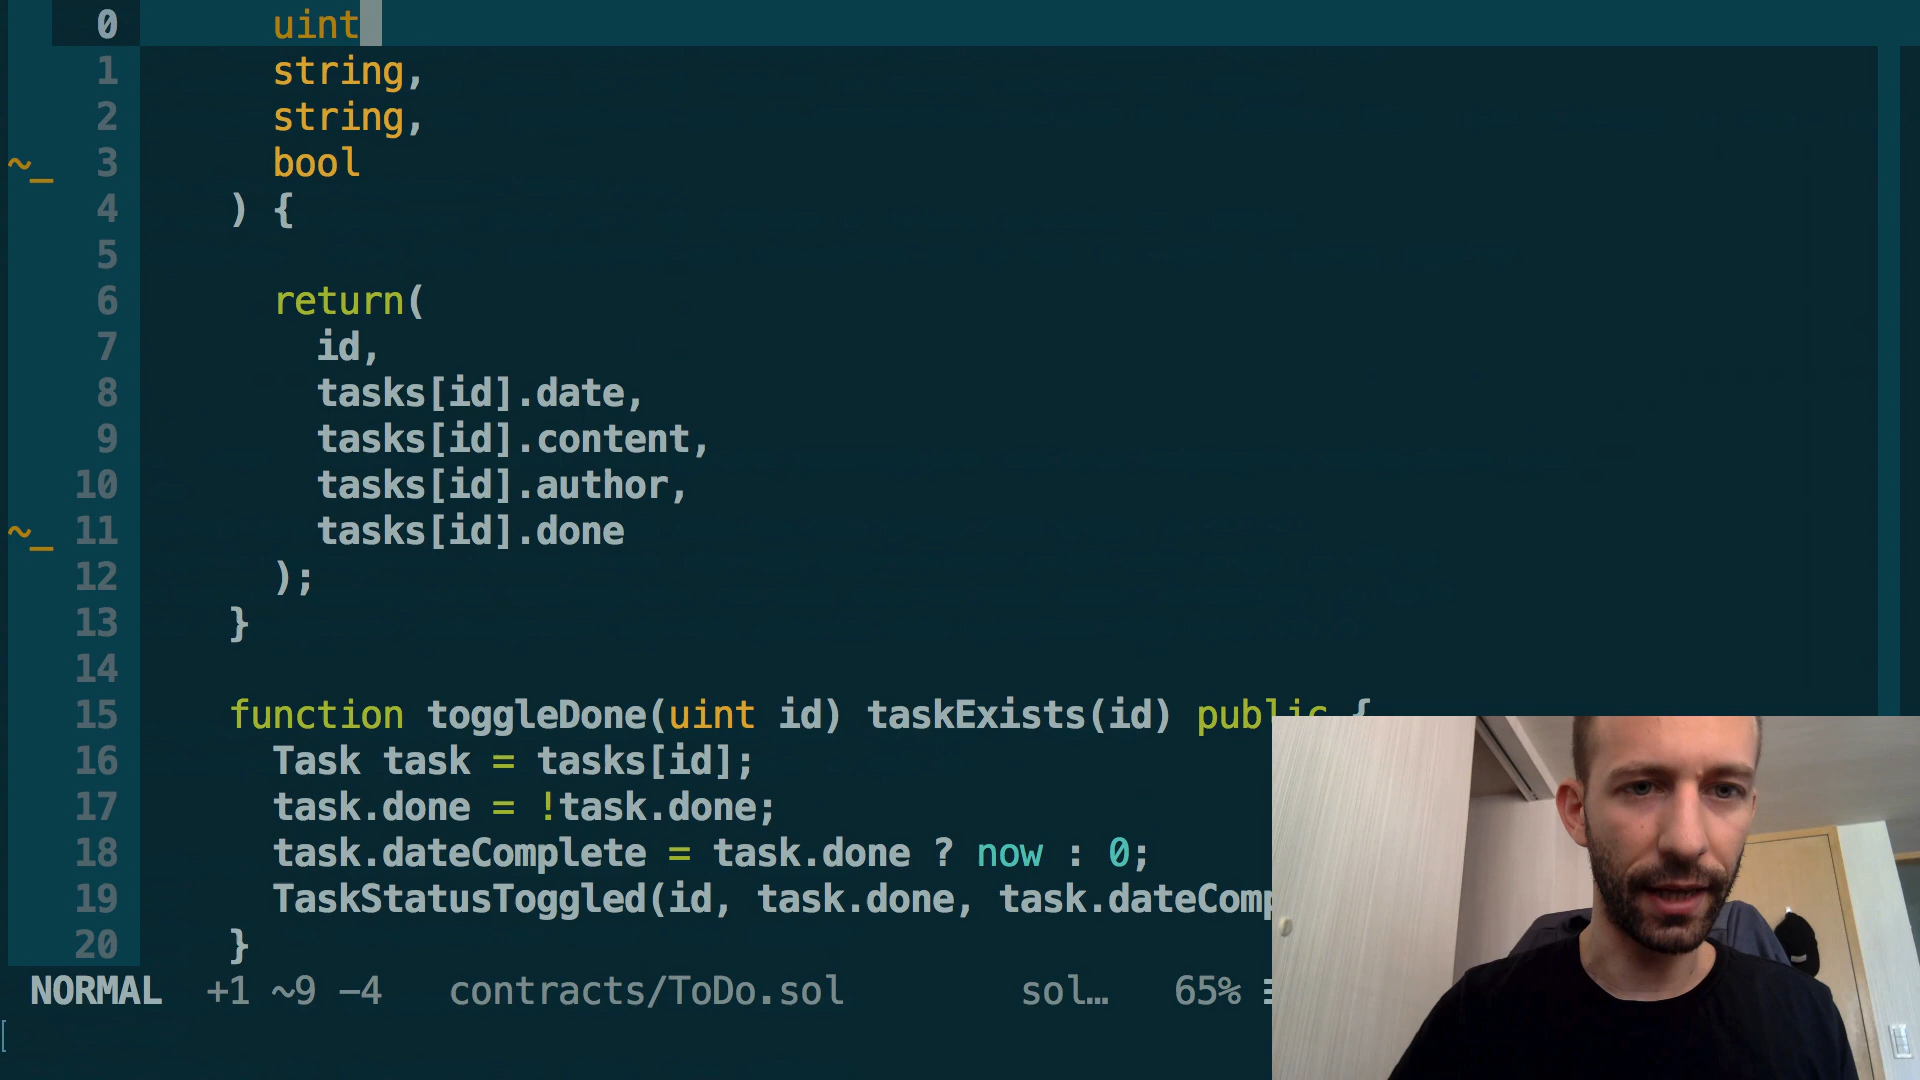 0 uint
1 string,
2 string,
~_ 3 bool
4 ) {
5
6 return(
7 id,
8 tasks[id].date,
9 tasks[id].content,
10 tasks[id].author,
~_ 11 tasks[id].done
12 );
13 }
14
15 function toggleDone(uint id) taskExists(id) public {
16 Task task = tasks[id];
17 task.done = !task.done;
18 task.dateComplete = task.done ? now : 0;
19 TaskStatusToggled(id, task.done, task.dateComp
20 }
NORMAL +1 ~9 -4 contracts/ToDo.sol sol… 65% ☰
[